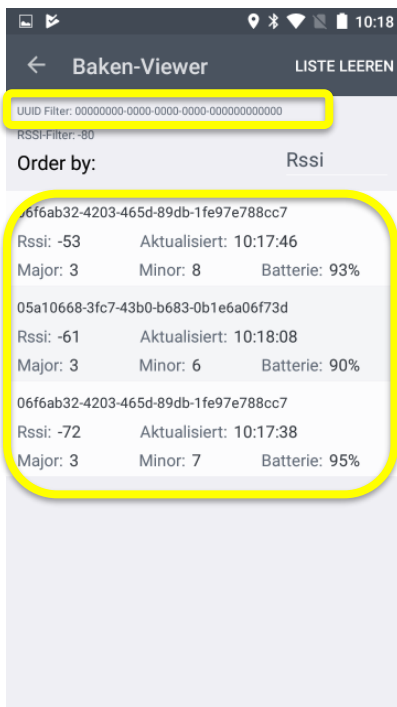 10:18
Baken-Viewer LISTE LEEREN
UUID Filter: 00000000-0000-0000-0000-000000000000
RSSI-Filter: -80
Order by: Rssi
06f6ab32-4203-465d-89db-1fe97e788cc7
Rssi: -53 Aktualisiert: 10:17:46
Major: 3 Minor: 8 Batterie: 93%
05a10668-3fc7-43b0-b683-0b1e6a06f73d
Rssi: -61 Aktualisiert: 10:18:08
Major: 3 Minor: 6 Batterie: 90%
06f6ab32-4203-465d-89db-1fe97e788cc7
Rssi: -72 Aktualisiert: 10:17:38
Major: 3 Minor: 7 Batterie: 95%